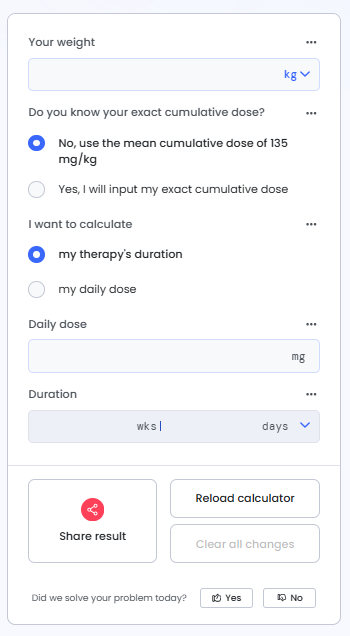 Your weight
kg
Do you know your exact cumulative dose?
No, use the mean cumulative dose of 135
mg/kg
Yes, I will input my exact cumulative dose
I want to calculate
my therapy's duration
my daily dose
Daily dose
mg
Duration
wks days
Share result
Reload calculator
Clear all changes
Did we solve your problem today? Yes No